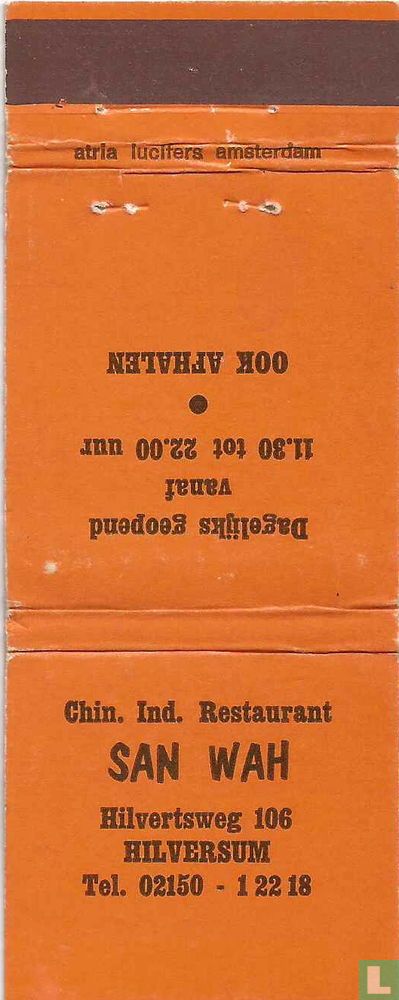 atria lucifers amsterdam
Dagelijks geopend
vanaf
11.30 tot 22.00 uur
OOK AFHALEN
Chin. Ind. Restaurant
SAN WAH
Hilvertsweg 106
HILVERSUM
Tel. 02150 - 1 22 18
L